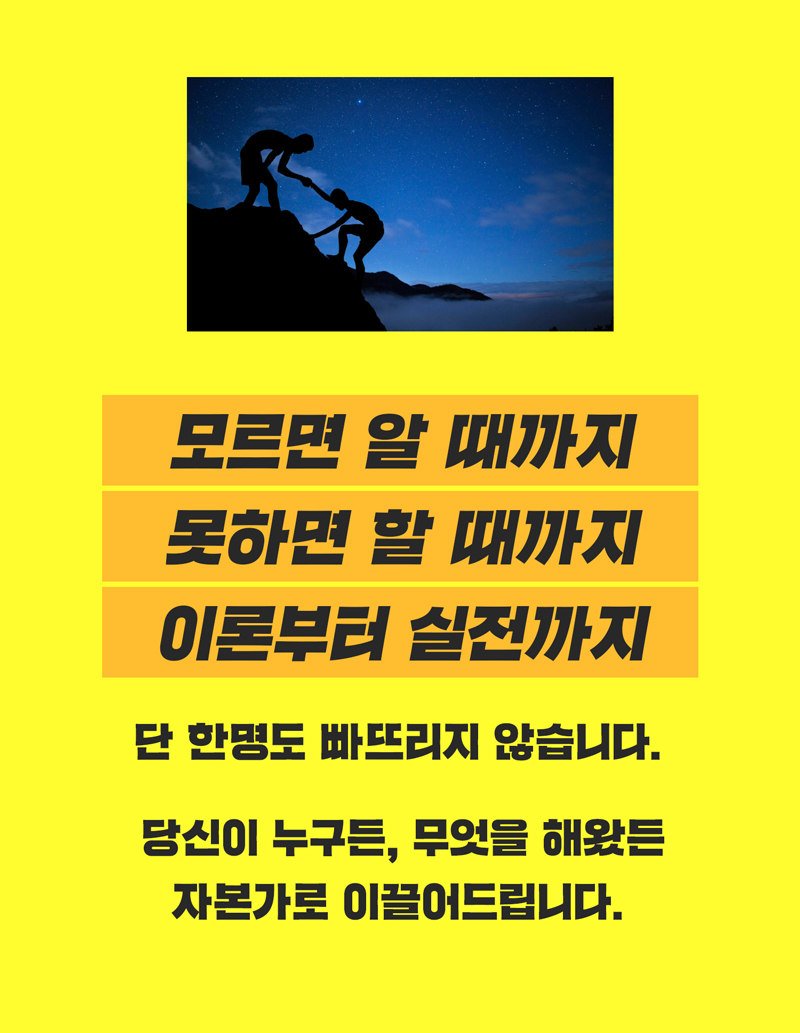 모르면 알 때까지
못하면 할 때까지
이론부터 실전까지
단 한명도 빠뜨리지 않습니다.
당신이 누구든, 무엇을 해왔든
자본가로 이끌어드립니다.